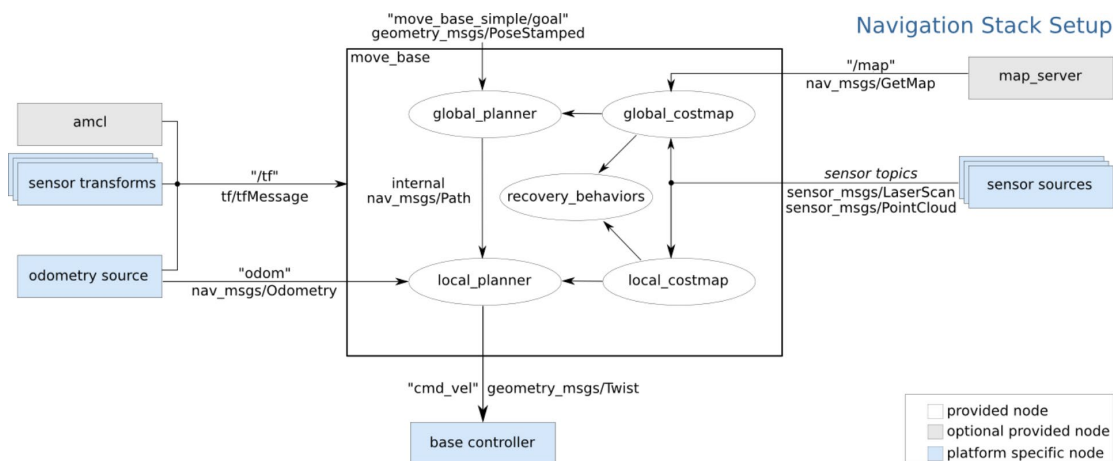 "move_base_simple/goal"
geometry_msgs/PoseStamped
Navigation Stack Setup
move_base
"/map"
nav_msgs/GetMap
map_server
amcl
global_planner
global_costmap
sensor transforms
"/tf"
tf/tfMessage
internal
nav_msgs/Path
recovery_behaviors
sensor topics
sensor_msgs/LaserScan
sensor_msgs/PointCloud
sensor sources
odometry source
"odom"
nav_msgs/Odometry
local_planner
local_costmap
"cmd_vel"
geometry_msgs/Twist
base controller
provided node
optional provided node
platform specific node